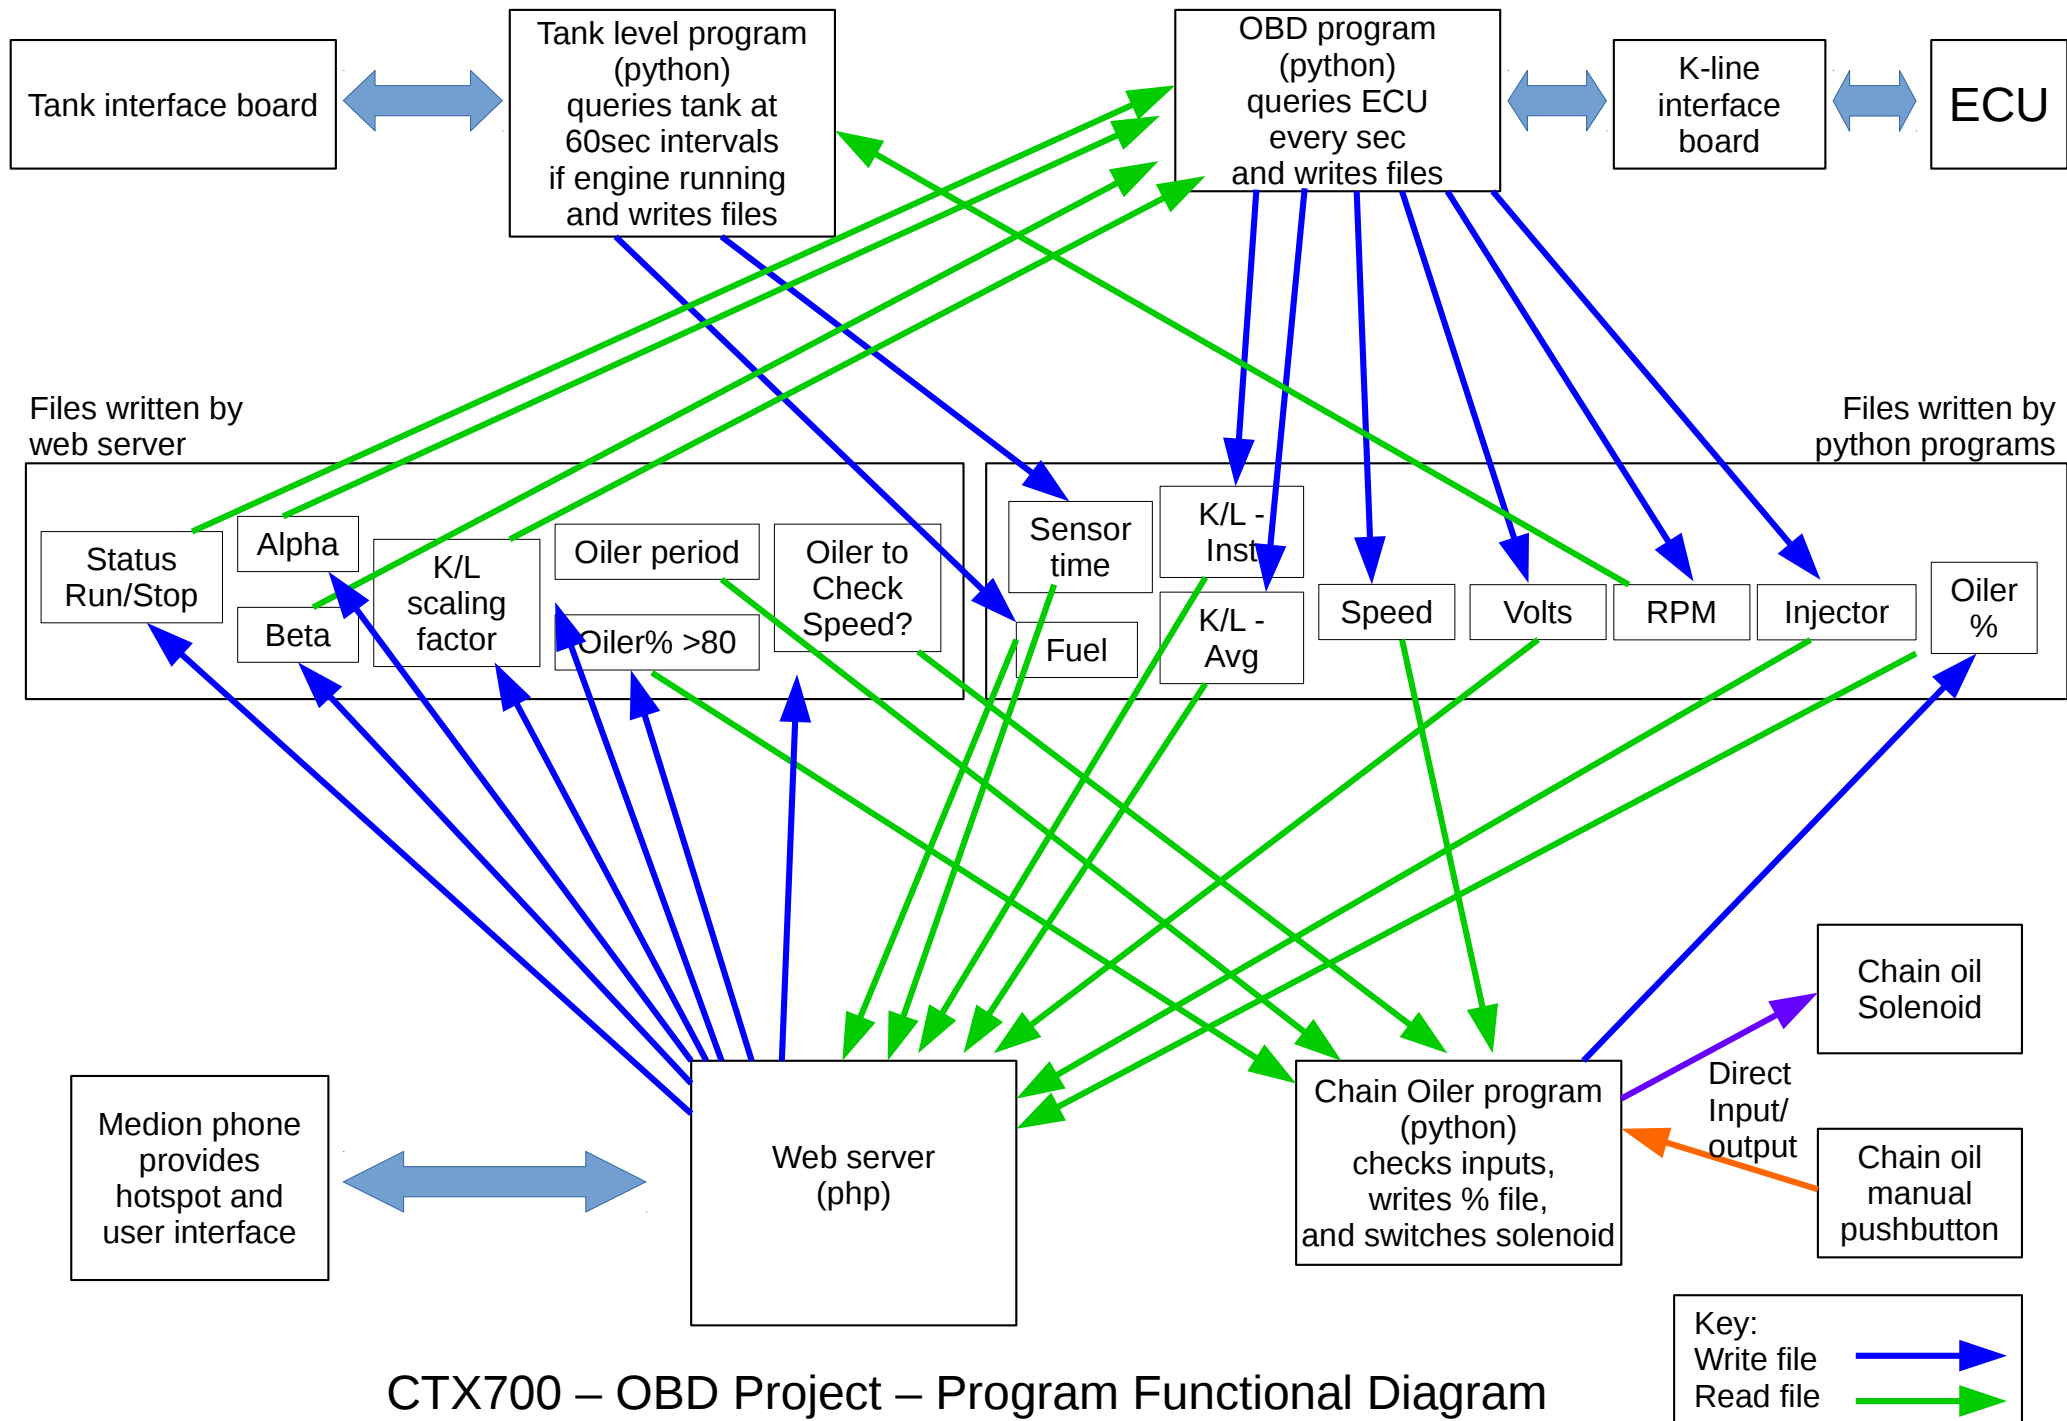 Tank interface board
Tank level program
(python)
queries tank at
60sec intervals
if engine running
and writes files
OBD program
(python)
queries ECU
every sec
and writes files
K-line
interface
board
ECU
Files written by
web server
Files written by
python programs
Status
Run/Stop
Alpha
Beta
K/L
scaling
factor
Oiler period
Oiler% >80
Oiler to
Check
Speed?
Sensor
time
Fuel
K/L -
Inst
K/L -
Avg
Speed
Volts
RPM
Injector
Oiler
%
Medion phone
provides
hotspot and
user interface
Web server
(php)
Chain Oiler program
(python)
checks inputs,
writes % file,
and switches solenoid
Chain oil
Solenoid
Direct
Input/
output
Chain oil
manual
pushbutton
Key:
Write file
Read file
CTX700 – OBD Project – Program Functional Diagram